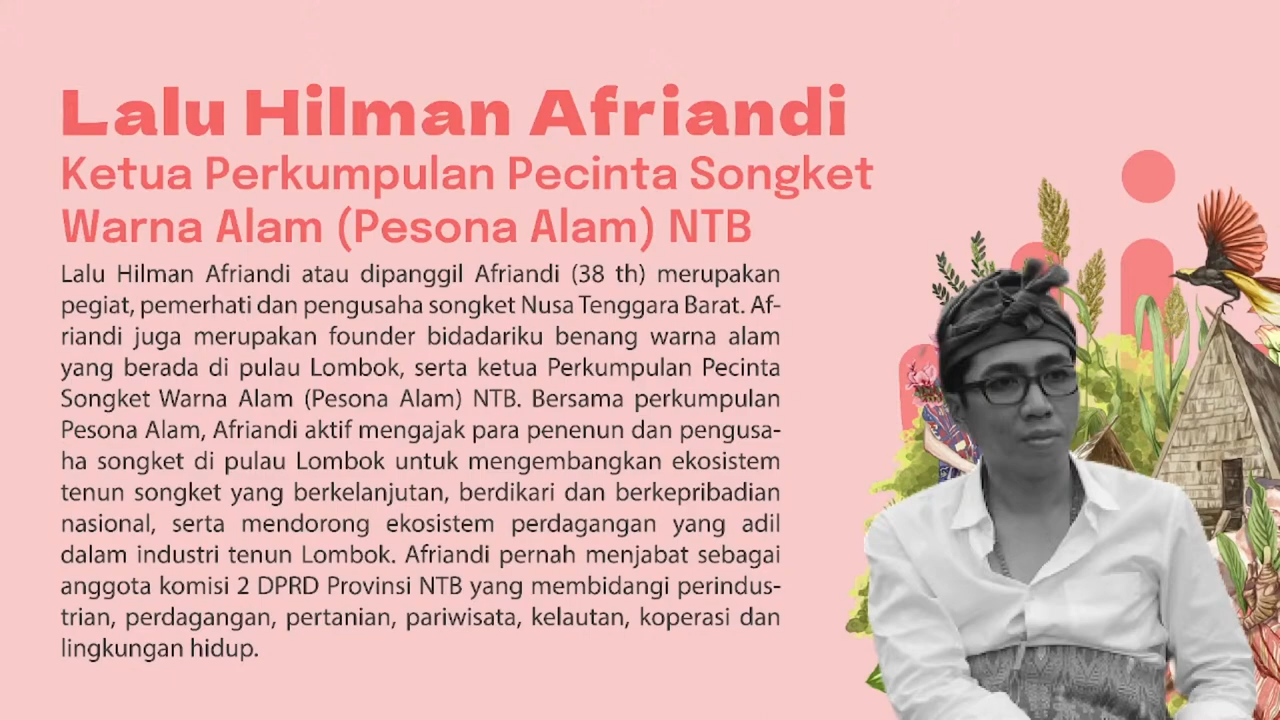 Lalu Hilman Afriandi
Ketua Perkumpulan Pecinta Songket
Warna Alam (Pesona Alam) NTB
Lalu Hilman Afriandi atau dipanggil Afriandi (38 th) merupakan
pegiat, pemerhati dan pengusaha songket Nusa Tenggara Barat. Af-
riandi juga merupakan founder bidadariku benang warna alam
yang berada di pulau Lombok, serta ketua Perkumpulan Pecinta
Songket Warna Alam (Pesona Alam) NTB. Bersama perkumpulan
Pesona Alam, Afriandi aktif mengajak para penenun dan pengusa-
ha songket di pulau Lombok untuk mengembangkan ekosistem
tenun songket yang berkelanjutan, berdikari dan berkepribadian
nasional, serta mendorong ekosistem perdagangan yang adil
dalam industri tenun Lombok. Afriandi pernah menjabat sebagai
anggota komisi 2 DPRD Provinsi NTB yang membidangi perindus-
trian, perdagangan, pertanian, pariwisata, kelautan, koperasi dan
lingkungan hidup.